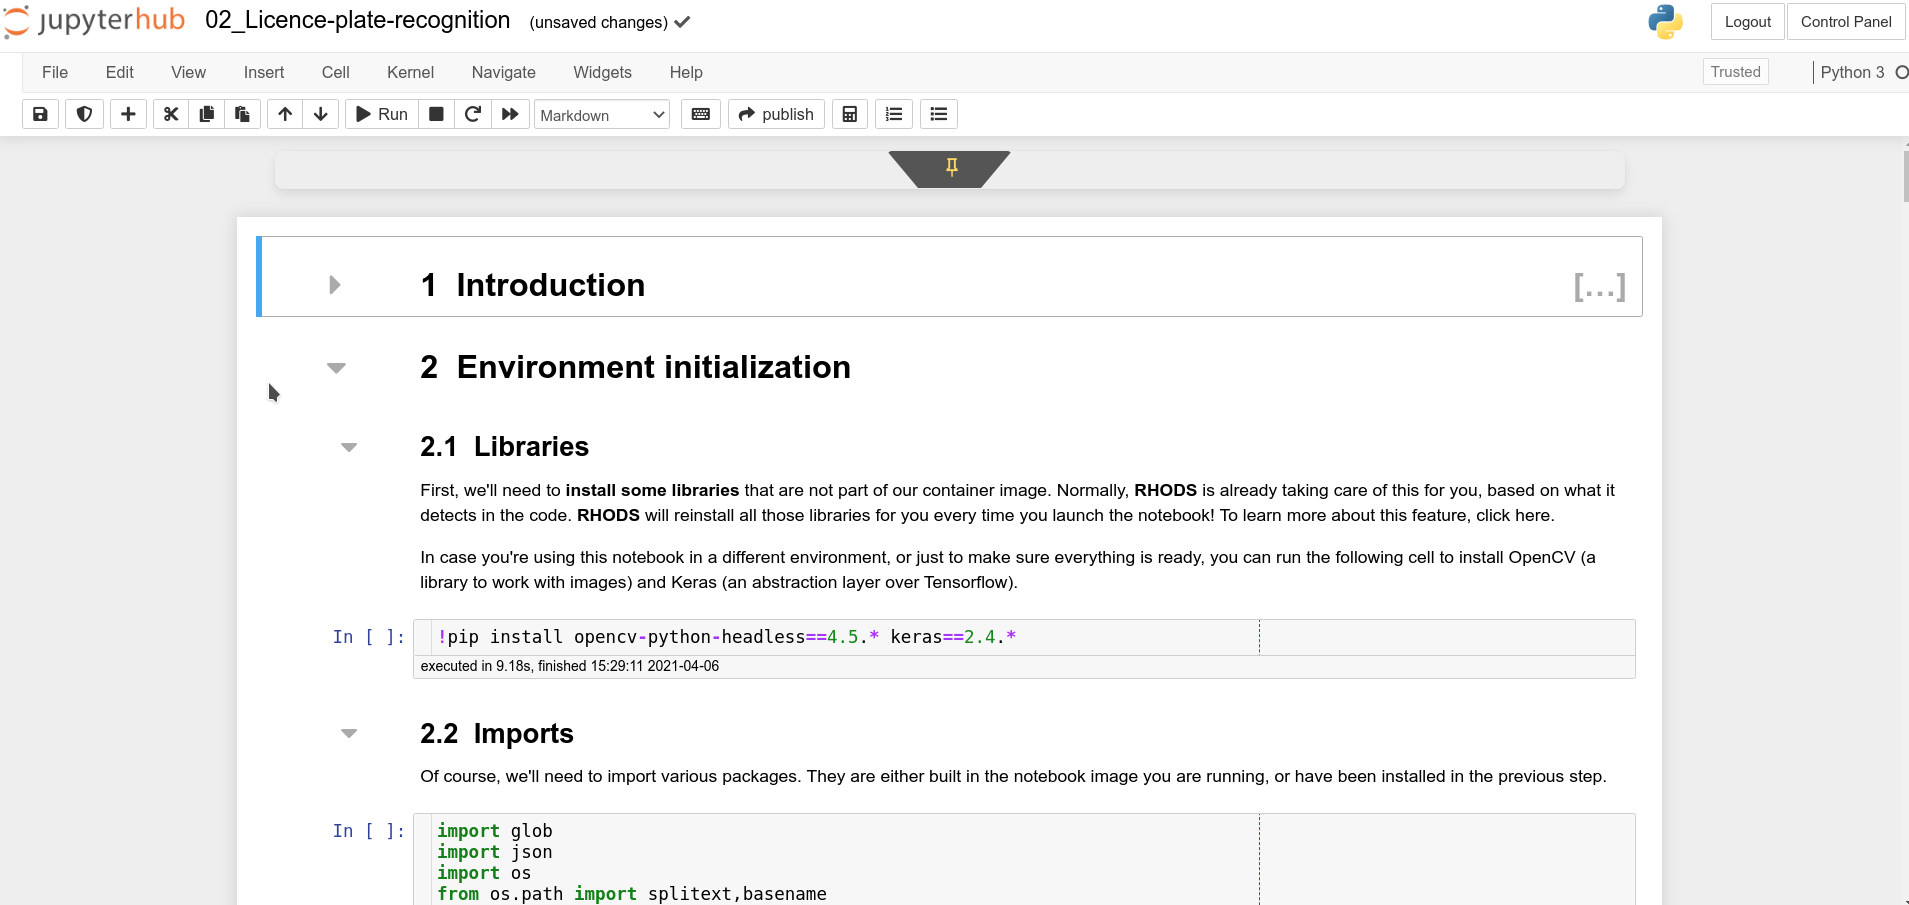 jupyterhub 02_Licence-plate-recognition (unsaved changes) Logout Control Panel
File Edit View Insert Cell Kernel Navigate Widgets Help Trusted Python 3
Run Markdown publish
1 Introduction [...]
2 Environment initialization
2.1 Libraries
First, we'll need to install some libraries that are not part of our container image. Normally, RHODS is already taking care of this for you, based on what it
detects in the code. RHODS will reinstall all those libraries for you every time you launch the notebook! To learn more about this feature, click here.
In case you're using this notebook in a different environment, or just to make sure everything is ready, you can run the following cell to install OpenCV (a
library to work with images) and Keras (an abstraction layer over Tensorflow).
In [ ]: !pip install opencv-python-headless==4.5.* keras==2.4.*
executed in 9.18s, finished 15:29:11 2021-04-06
2.2 Imports
Of course, we'll need to import various packages. They are either built in the notebook image you are running, or have been installed in the previous step.
In [ ]: import glob
import json
import os
from os.path import splitext,basename